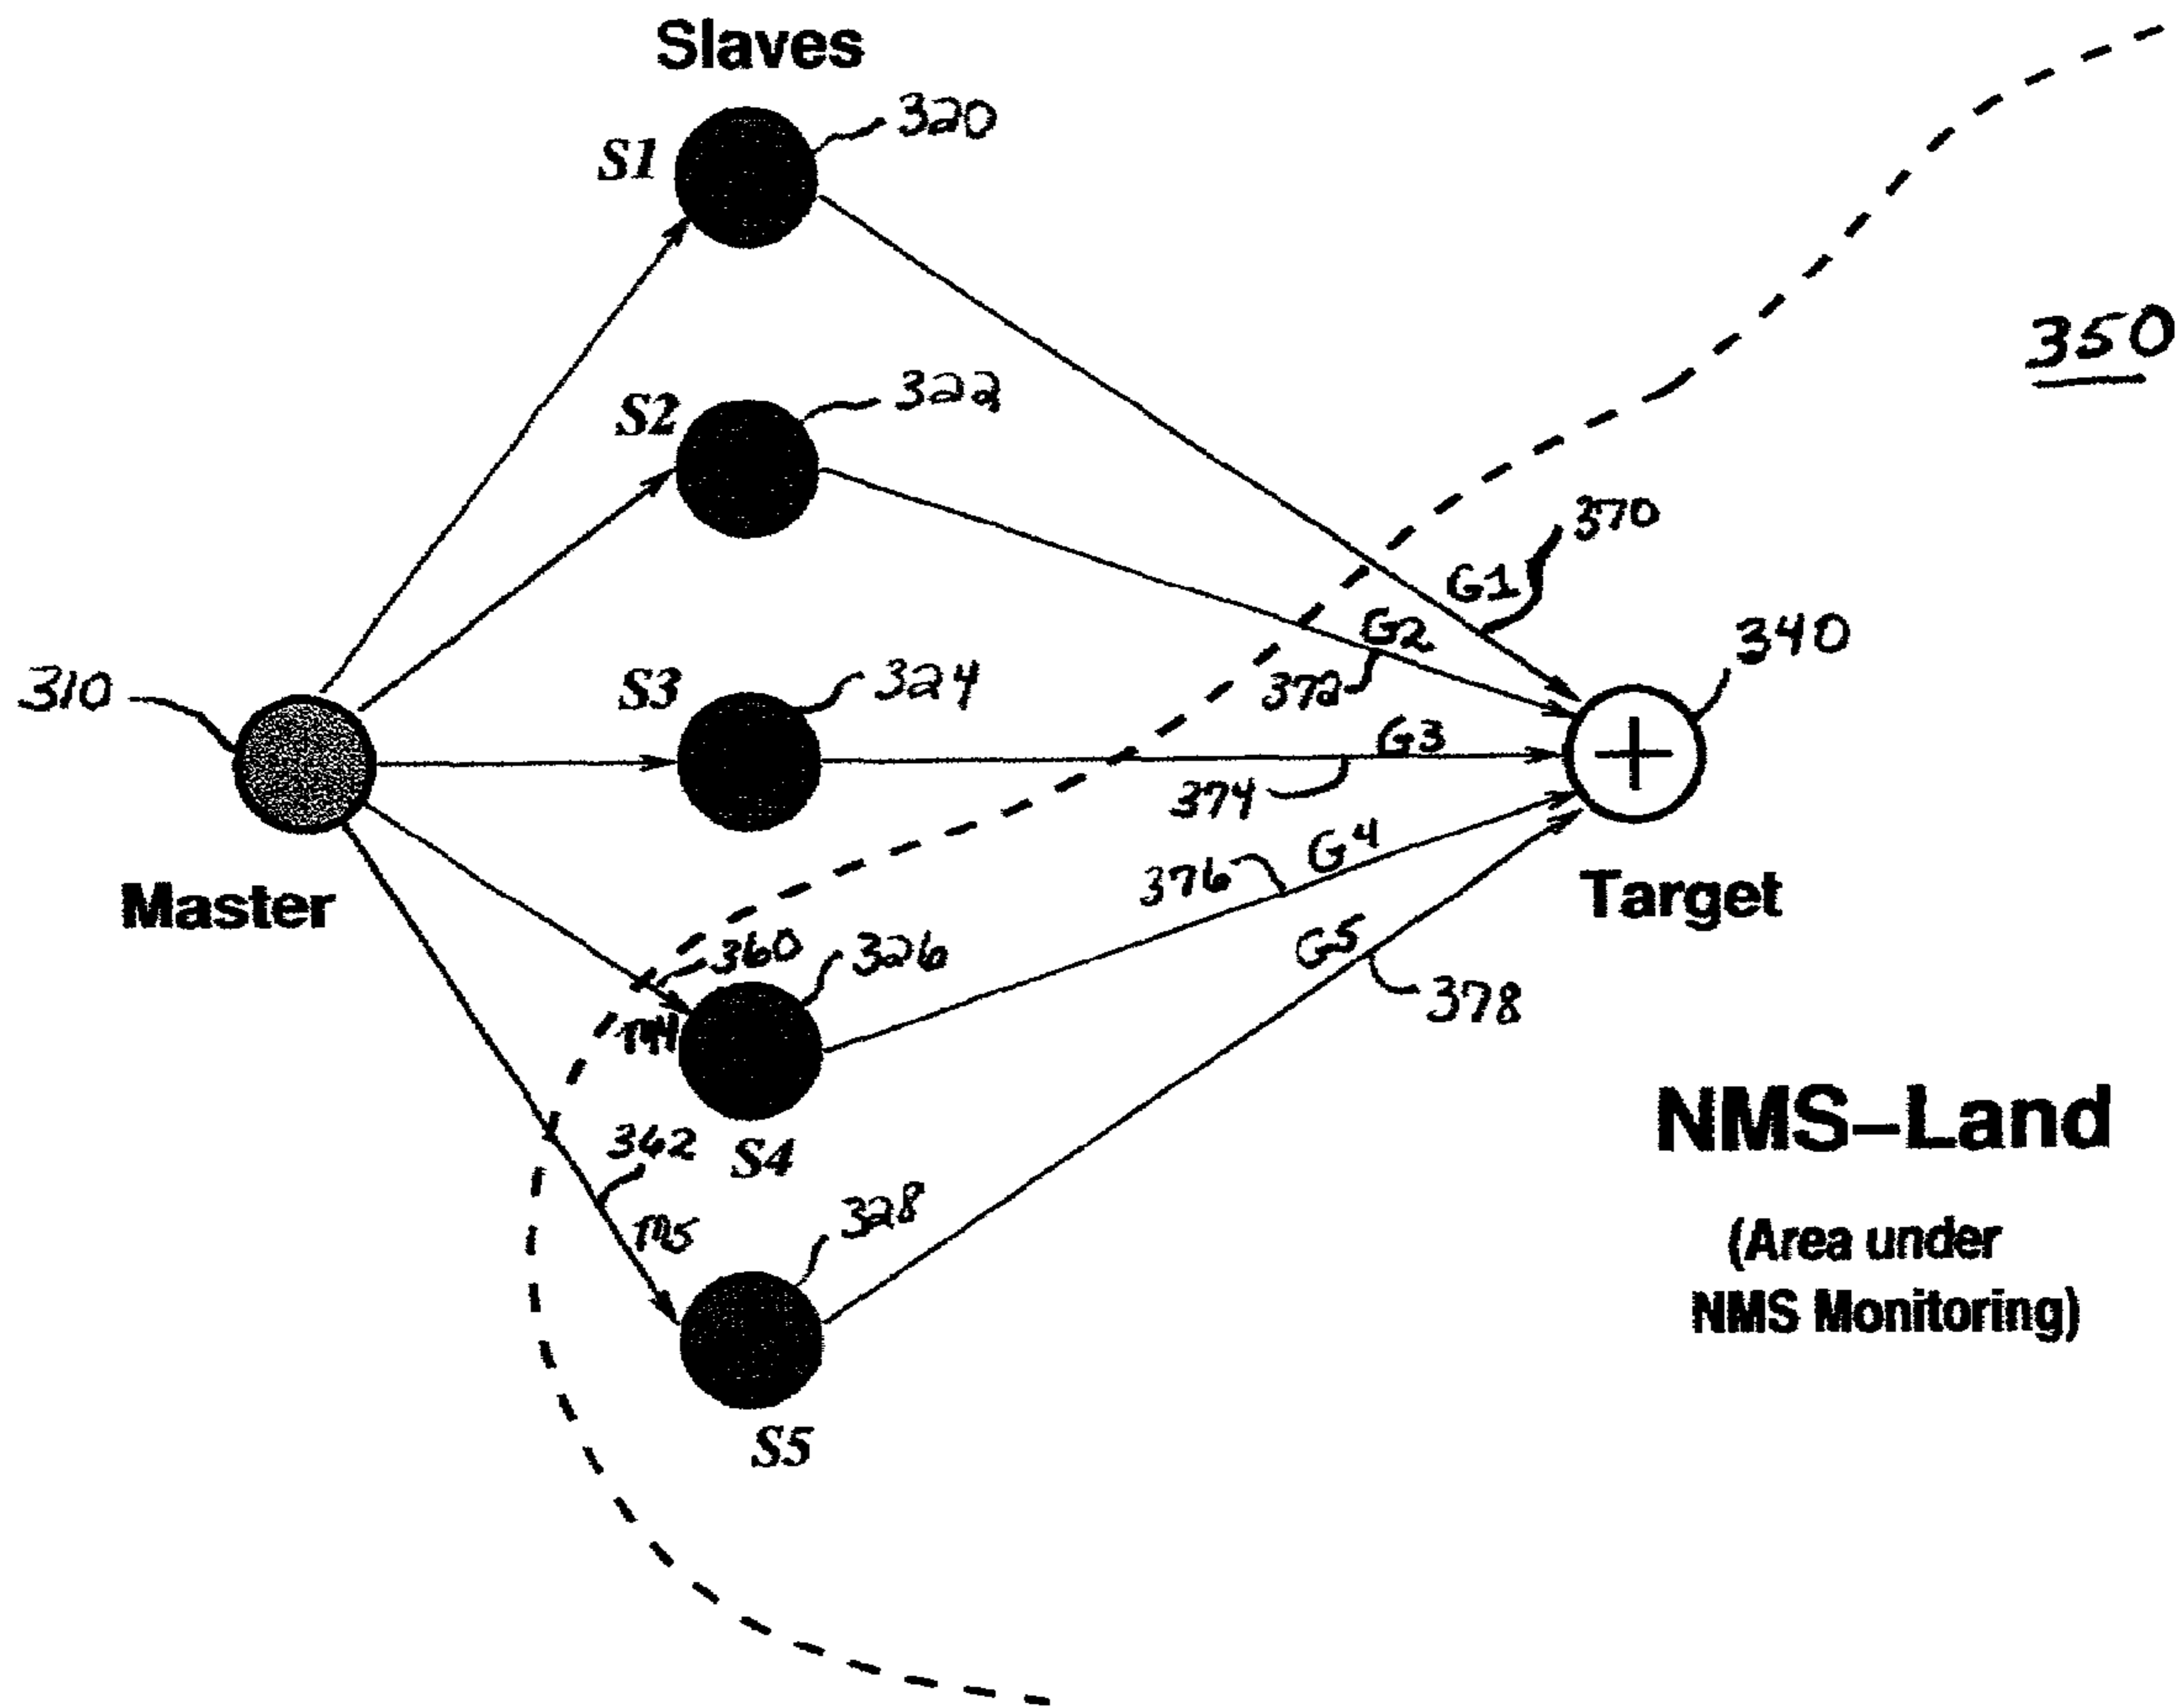 Slaves
S1
320
350
S2
322
370
G1
G2
340
310
S3
324
372
G3
374
Master
376
G4
Target
360
326
G5
378
M4
S4
362
M5
328
S5
NMS–Land
(Area under
NMS Monitoring)